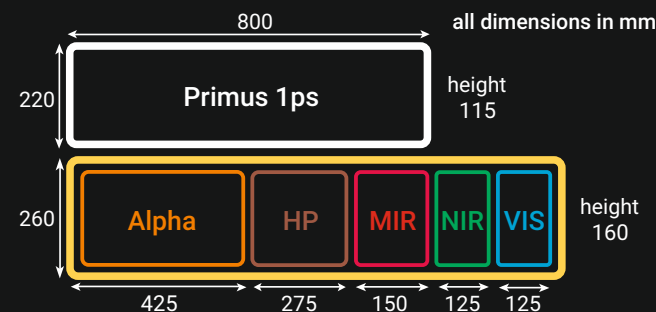 800
all dimensions in mm
220
Primus 1ps
height
115
260
Alpha
HP
MIR
NIR
VIS
height
160
425
275
150
125
125